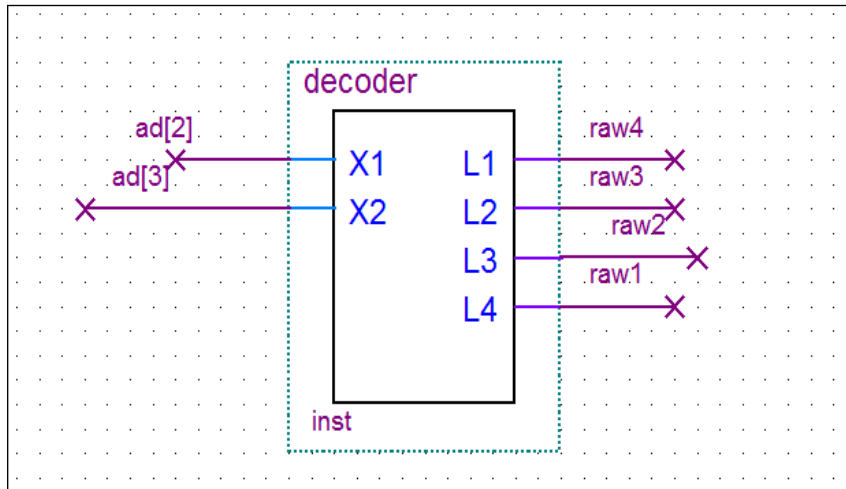 decoder
ad[2]
raw4
X1 L1
ad[3]
raw3
X2 L2
raw2
L3
raw1
L4
inst